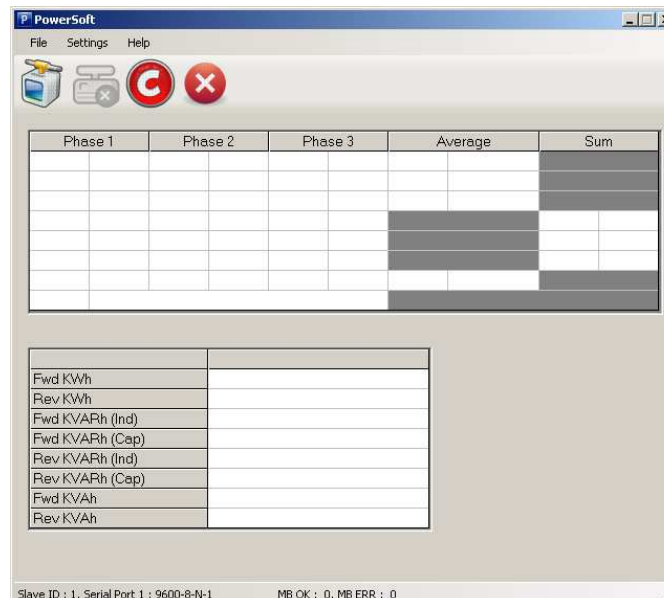 P PowerSoft
File Settings Help
C
Phase 1 Phase 2 Phase 3 Average Sum
Fwd KWh
Rev KWh
Fwd KVARh (Ind)
Fwd KVARh (Cap)
Rev KVARh (Ind)
Rev KVARh (Cap)
Fwd KVAh
Rev KVAh
Slave ID : 1, Serial Port 1 : 9600-8-N-1 MB OK : 0, MB ERR : 0